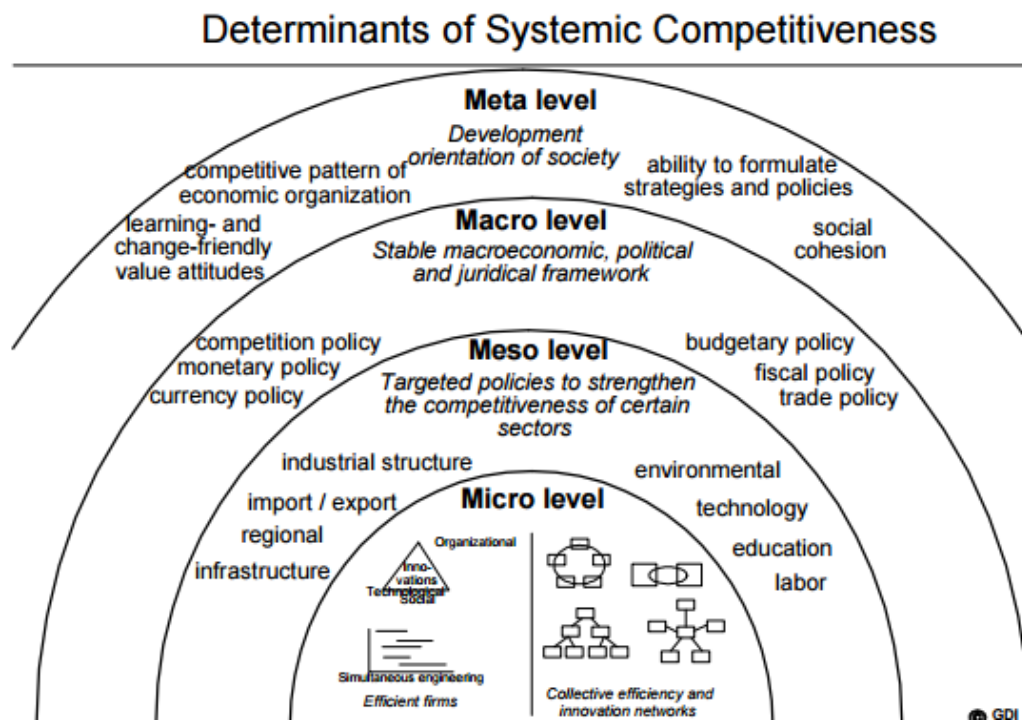 Determinants of Systemic Competitiveness
Meta level
Development
orientation of society
competitive pattern of
economic organization
ability to formulate
strategies and policies
learning- and
change-friendly
value attitudes
social
cohesion
Macro level
Stable macroeconomic, political
and juridical framework
competition policy
monetary policy
currency policy
budgetary policy
fiscal policy
trade policy
Meso level
Targeted policies to strengthen
the competitiveness of certain
sectors
industrial structure
import / export
regional
infrastructure
environmental
technology
education
labor
Micro level
Organizational
Inno-
vations
Technological
Social
Simultaneous engineering
Efficient firms
Collective efficiency and
innovation networks
GDI